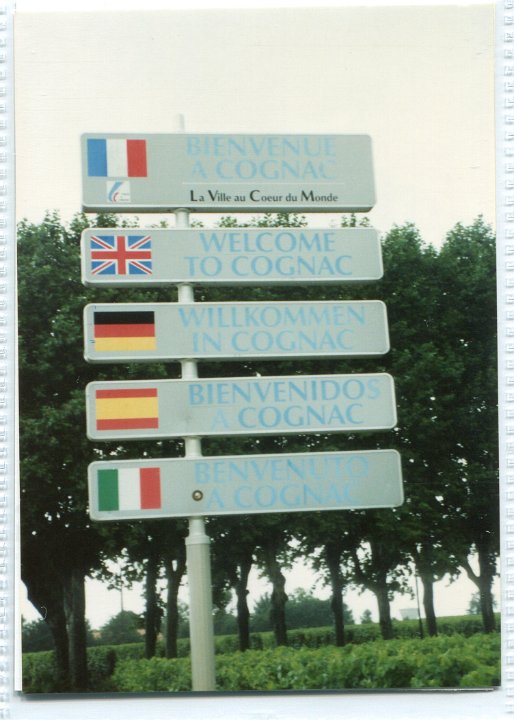 BIENVENUE
A COGNAC
LA VILLE AU COEUR DU MONDE
WELCOME
TO COGNAC
WILLKOMMEN
IN COGNAC
BIENVENIDOS
A COGNAC
BENVENUTO
A COGNAC